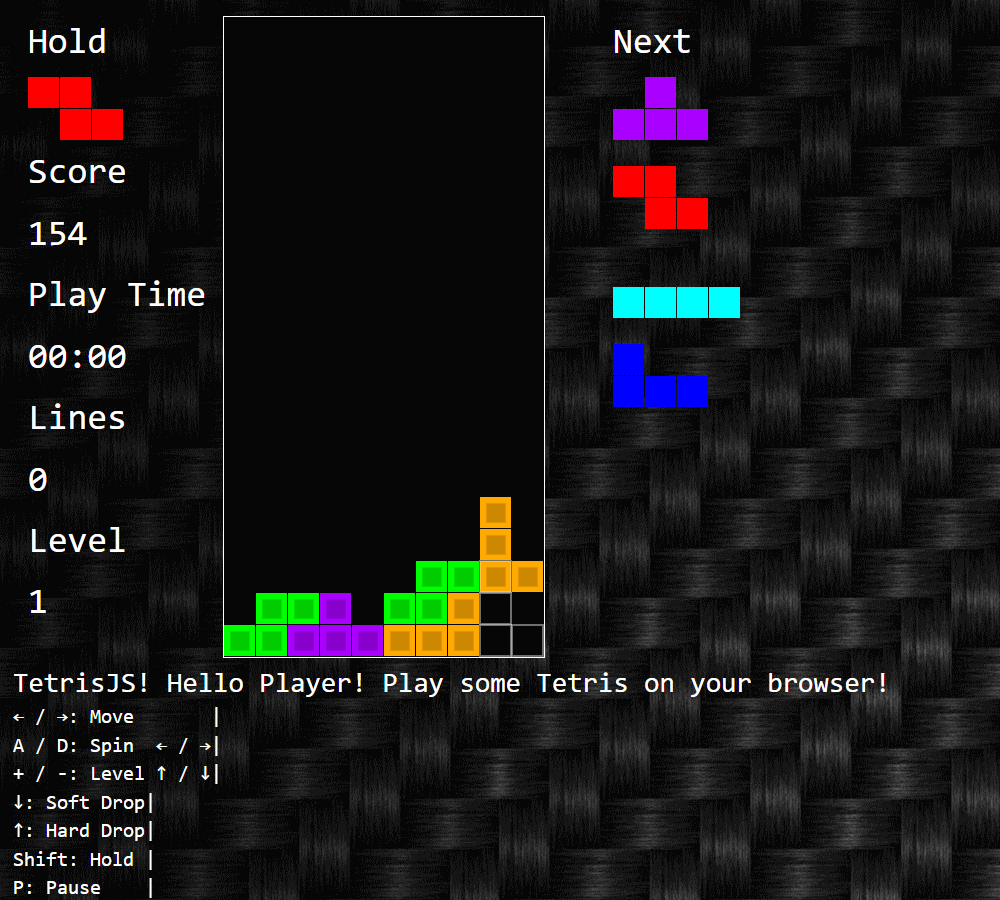 Hold
Next
Score
154
Play Time
00:00
Lines
0
Level
1
TetrisJS! Hello Player! Play some Tetris on your browser!
← / →: Move |
A / D: Spin ← / →|
+ / -: Level ↑ / ↓|
↓: Soft Drop|
↑: Hard Drop|
Shift: Hold |
P: Pause |